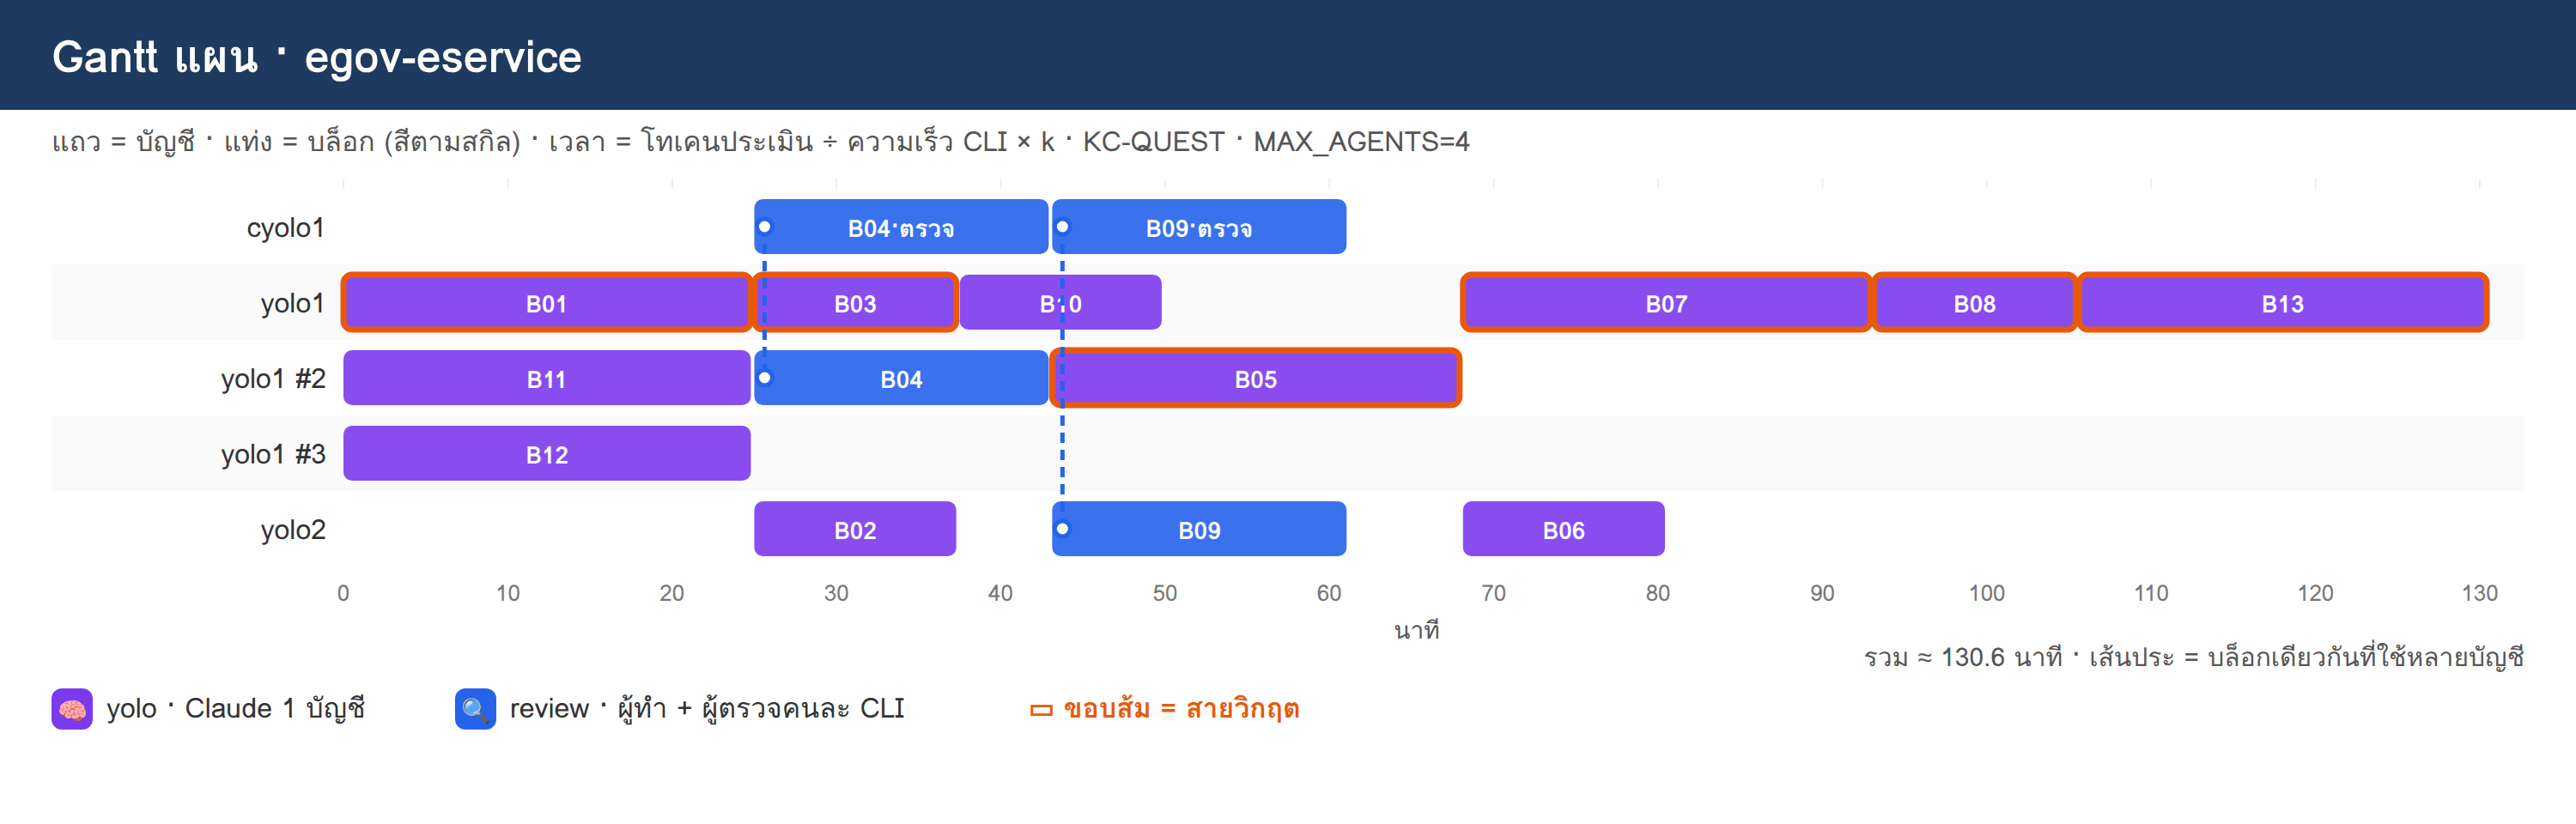 Gantt แผน · egov-eservice
แถว = บัญชี · แท่ง = บล็อก (สีตามสกิล) · เวลา = โทเคนประเมิน ÷ ความเร็ว CLI × k · KC-QUEST · MAX_AGENTS=4
cyolo1 B04·ตรวจ B09·ตรวจ
yolo1 B01 B03 B10 B07 B08 B13
yolo1 #2 B11 B04 B05
yolo1 #3 B12
yolo2 B02 B09 B06
0 10 20 30 40 50 60 70 80 90 100 110 120 130
นาที
รวม ≈ 130.6 นาที · เส้นประ = บล็อกเดียวกันที่ใช้หลายบัญชี
yolo · Claude 1 บัญชี review · ผู้ทำ + ผู้ตรวจคนละ CLI ขอบส้ม = สายวิกฤต